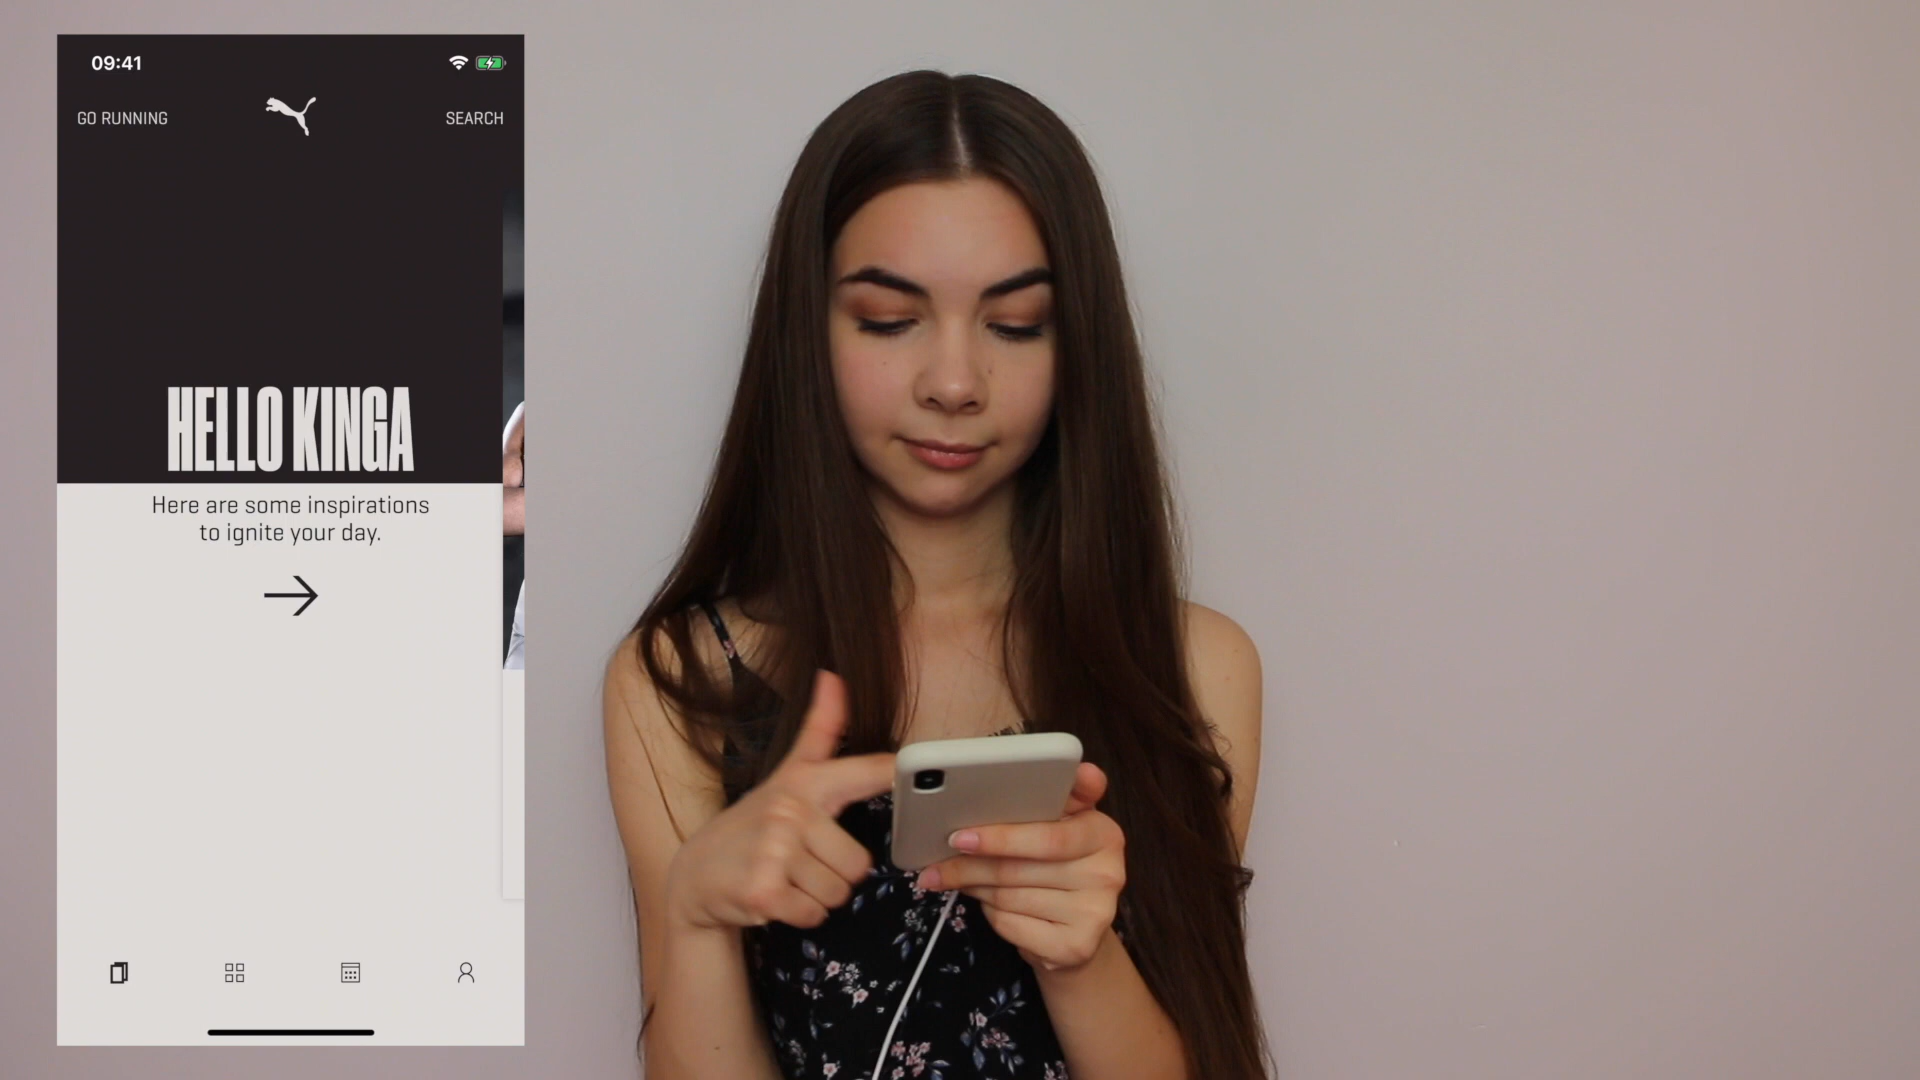 09:41
GO RUNNING
SEARCH
HELLO KINGA
Here are some inspirations
to ignite your day.